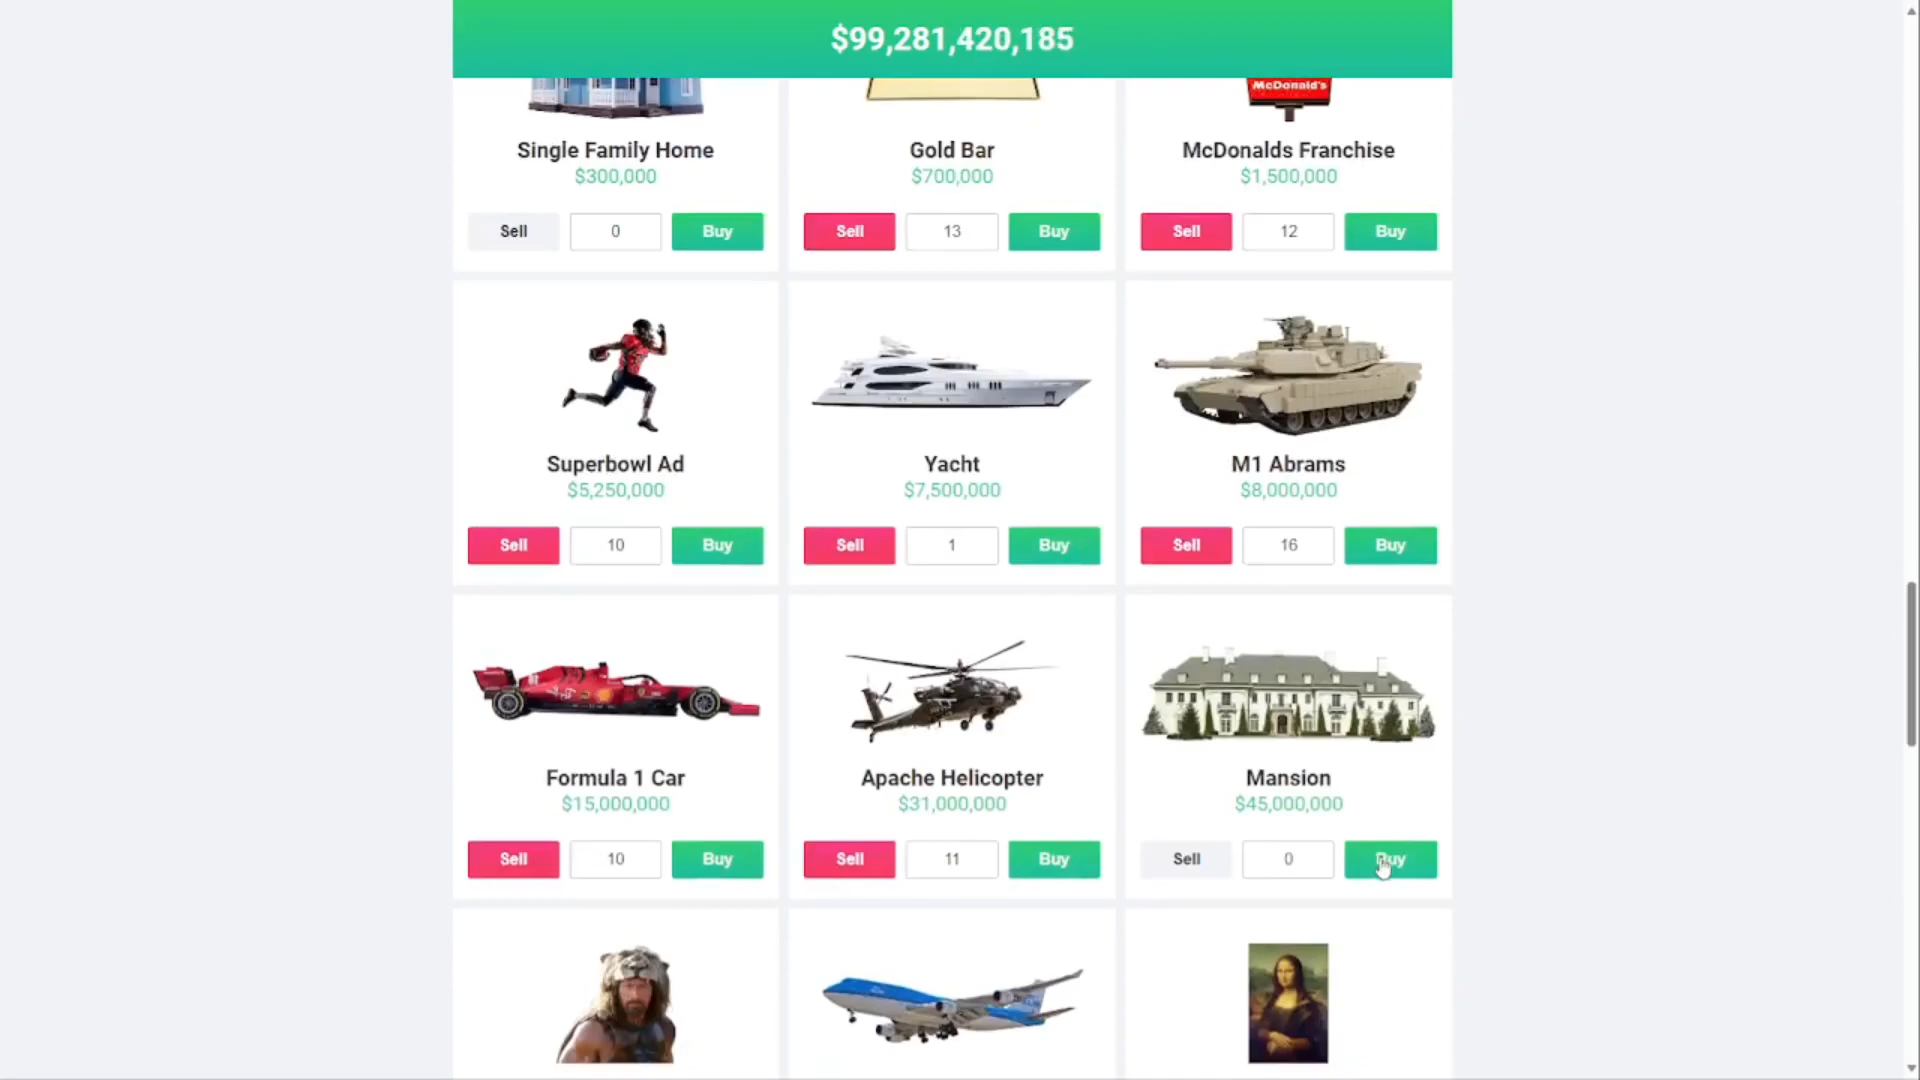 $99,281,420,185
McDonald's
Single Family Home
$300,000
Sell 0 Buy
Gold Bar
$700,000
Sell 13 Buy
McDonalds Franchise
$1,500,000
Sell 12 Buy
Superbowl Ad
$5,250,000
Sell 10 Buy
Yacht
$7,500,000
Sell 1 Buy
M1 Abrams
$8,000,000
Sell 16 Buy
Formula 1 Car
$15,000,000
Sell 10 Buy
Apache Helicopter
$31,000,000
Sell 11 Buy
Mansion
$45,000,000
Sell 0 Buy